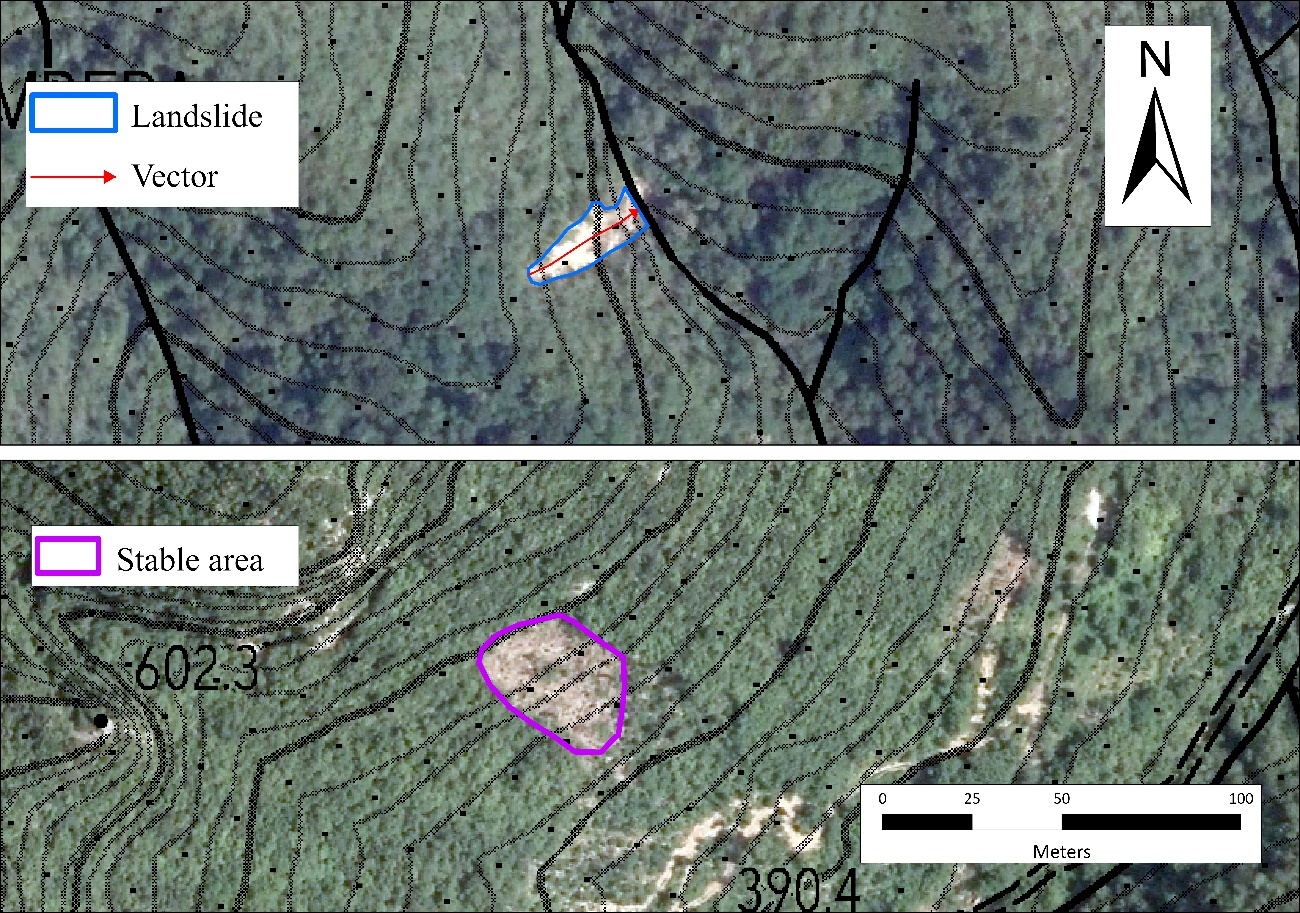 N
Landslide
Vector
Stable area
602.3
0 25 50 100
Meters
390.4